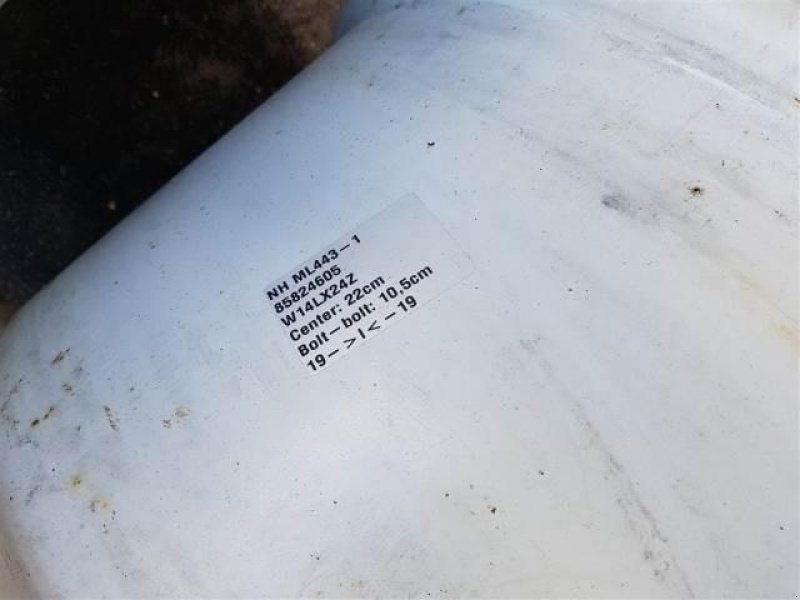 NH ML443-1
85824605
W14LX24Z
Center: 22cm
Bolt-bolt: 10,5cm
19- >I< -19